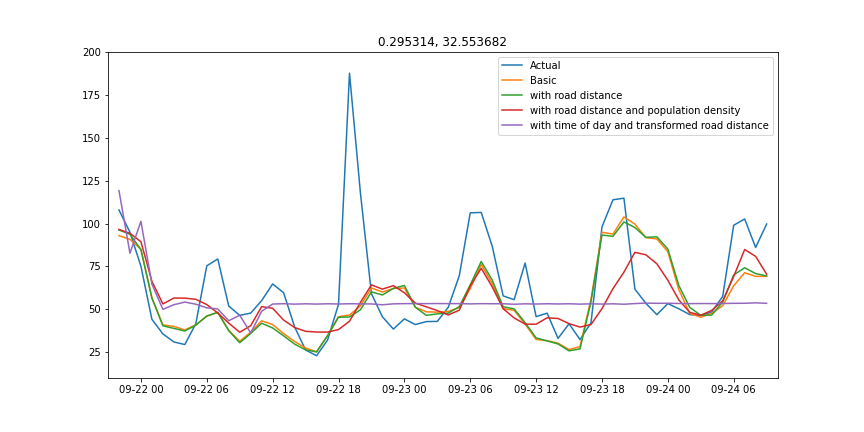 0.295314, 32.553682
200
175
150
125
100
75
50
25
Actual
Basic
with road distance
with road distance and population density
with time of day and transformed road distance
09-22 00 09-22 06 09-22 12 09-22 18 09-23 00 09-23 06 09-23 12 09-23 18 09-24 00 09-24 06